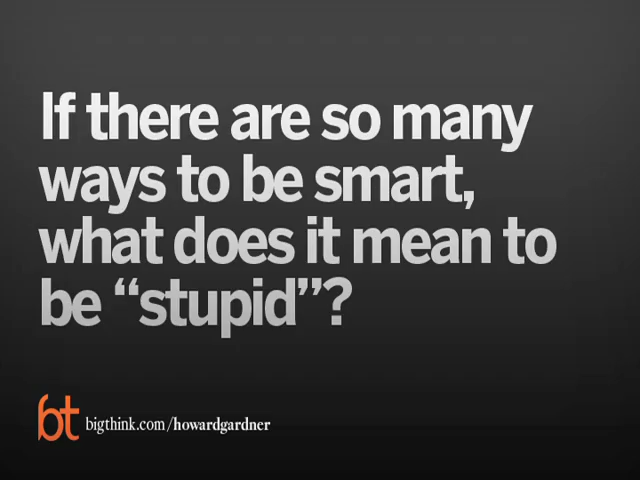 If there are so many
ways to be smart,
what does it mean to
be “stupid”?
bt bigthink.com/howardgardner